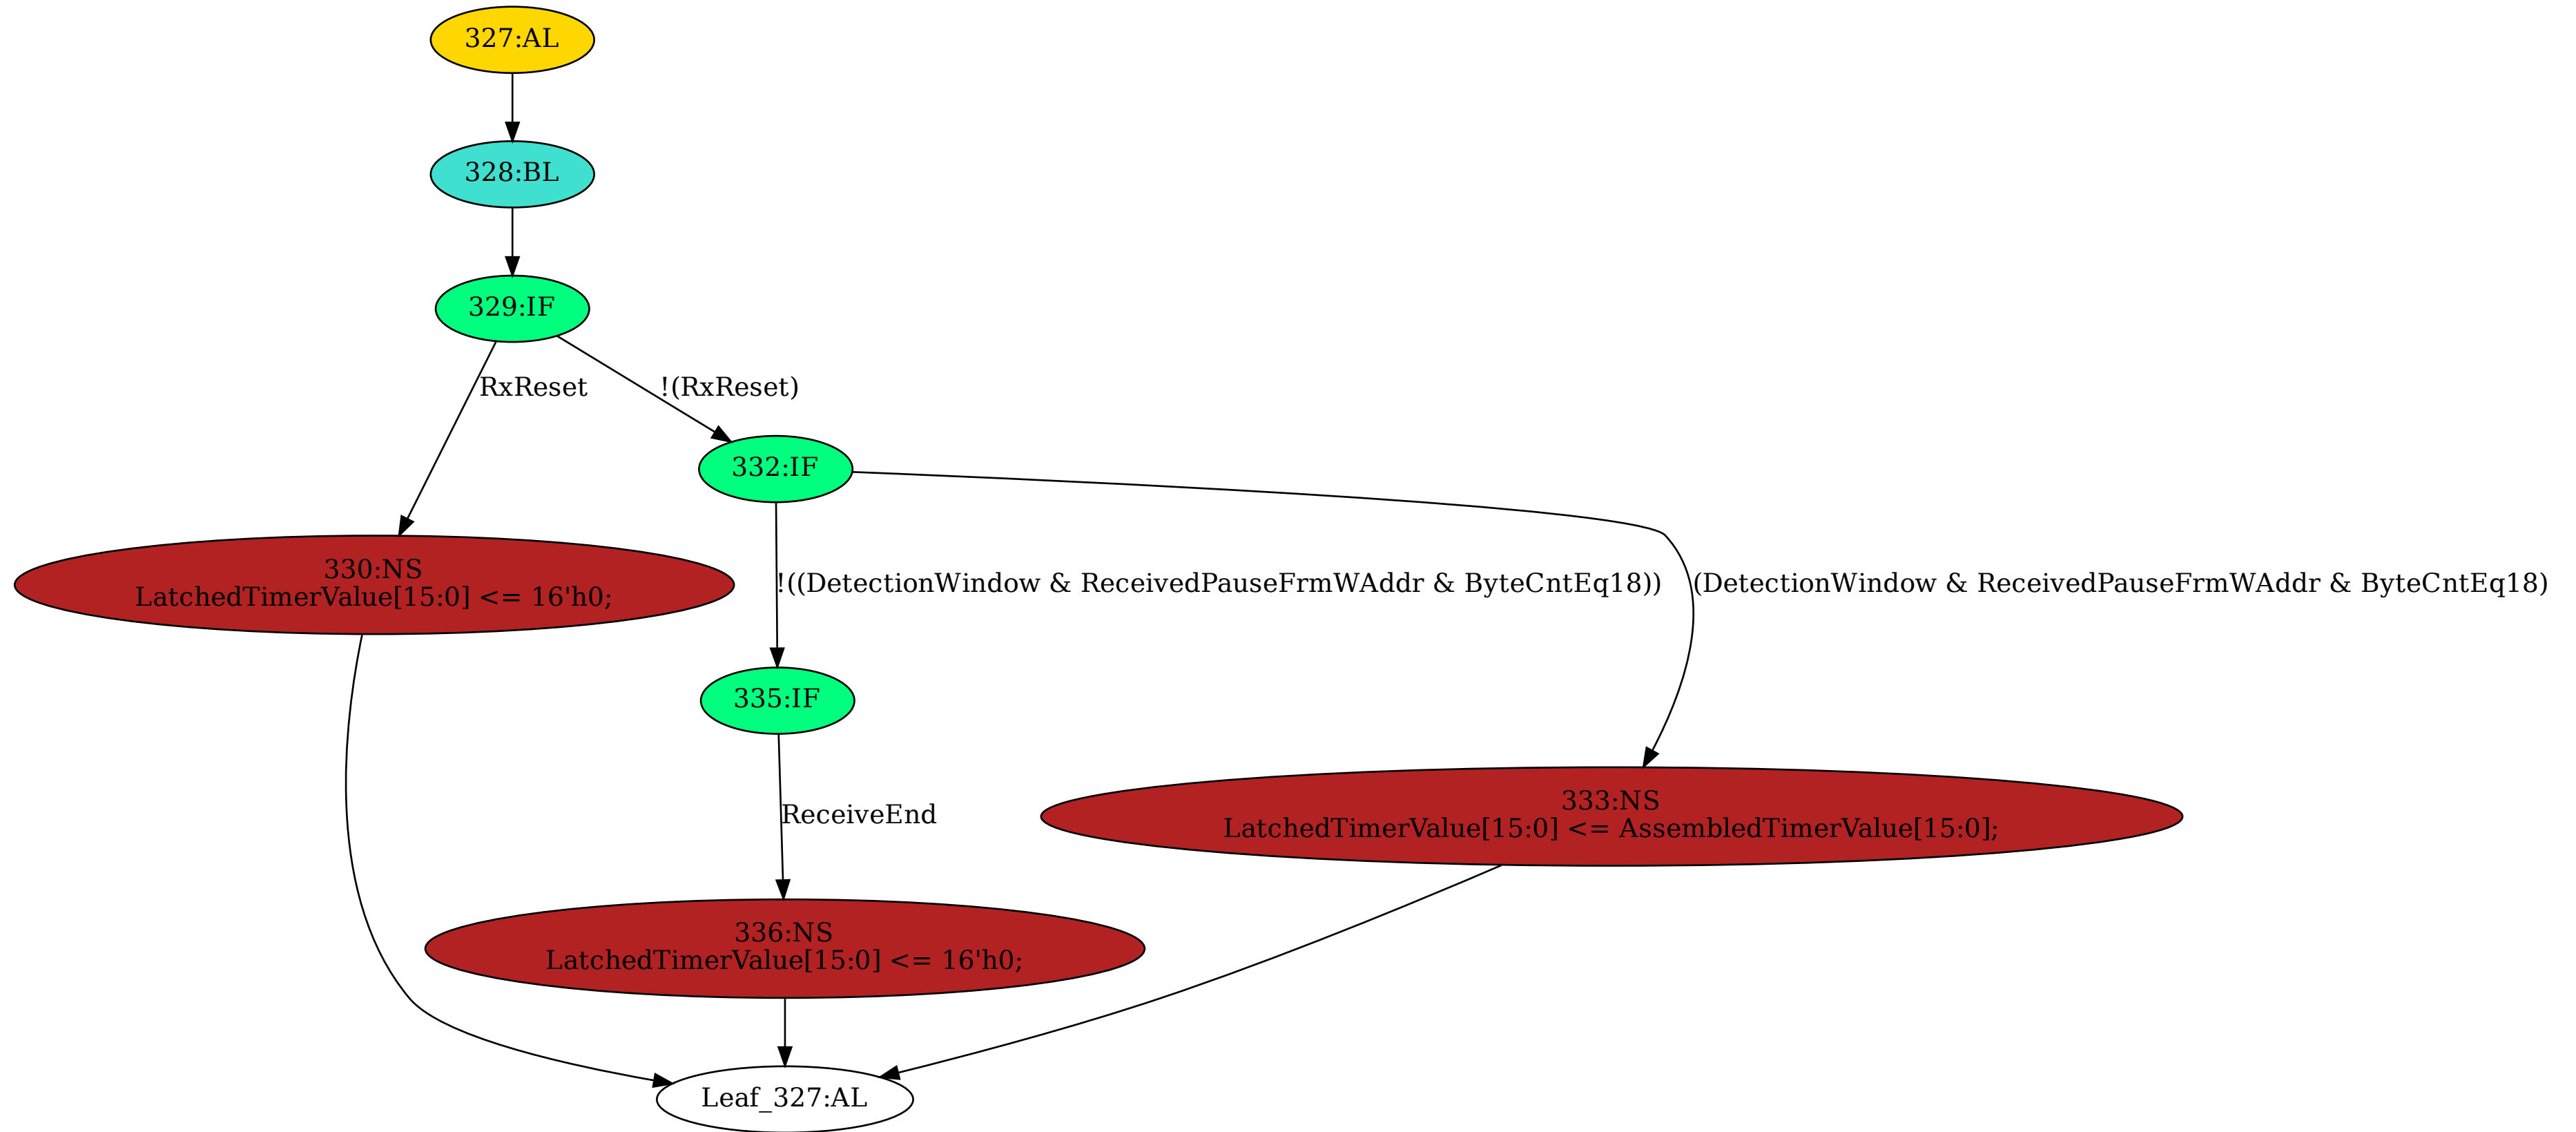 327:AL
328:BL
329:IF
RxReset
!(RxReset)
332:IF
330:NS
LatchedTimerValue[15:0] <= 16'h0;
!((DetectionWindow & ReceivedPauseFrmWAddr & ByteCntEq18))
(DetectionWindow & ReceivedPauseFrmWAddr & ByteCntEq18)
335:IF
ReceiveEnd
333:NS
LatchedTimerValue[15:0] <= AssembledTimerValue[15:0];
336:NS
LatchedTimerValue[15:0] <= 16'h0;
Leaf_327:AL